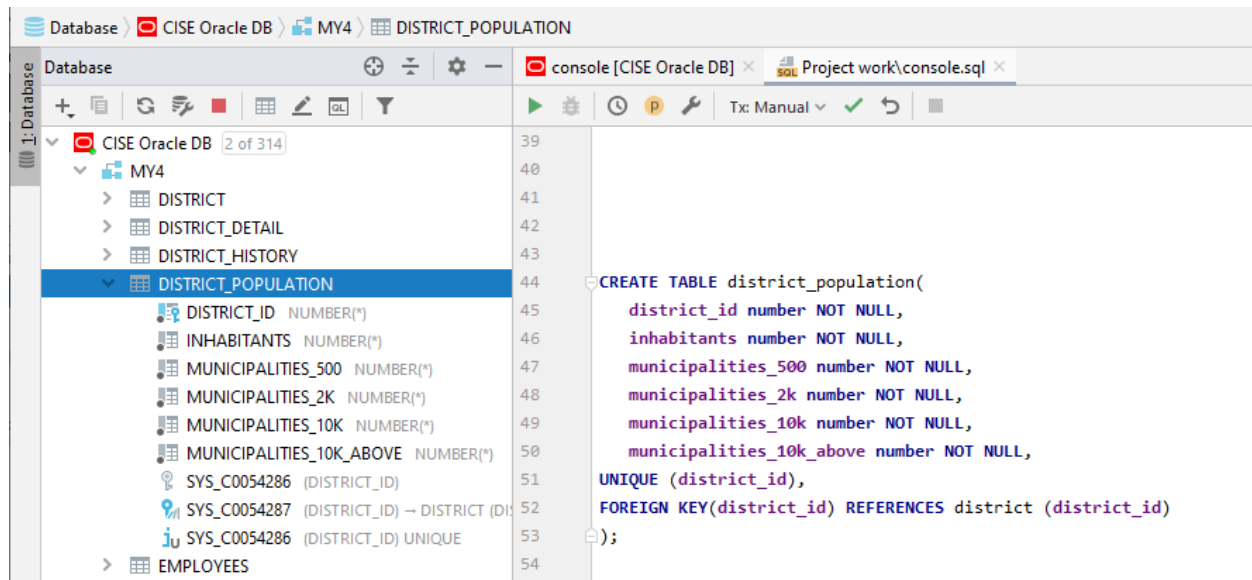 Database CISE Oracle DB MY4 DISTRICT_POPULATION
1: Database
Database
console [CISE Oracle DB]
Project work\console.sql
Tx: Manual
CISE Oracle DB 2 of 314
MY4
DISTRICT
DISTRICT_DETAIL
DISTRICT_HISTORY
DISTRICT_POPULATION
DISTRICT_ID NUMBER(*)
INHABITANTS NUMBER(*)
MUNICIPALITIES_500 NUMBER(*)
MUNICIPALITIES_2K NUMBER(*)
MUNICIPALITIES_10K NUMBER(*)
MUNICIPALITIES_10K_ABOVE NUMBER(*)
SYS_C0054286 (DISTRICT_ID)
SYS_C0054287 (DISTRICT_ID) → DISTRICT (DI
SYS_C0054286 (DISTRICT_ID) UNIQUE
EMPLOYEES
39
40
41
42
43
44 CREATE TABLE district_population(
45 district_id number NOT NULL,
46 inhabitants number NOT NULL,
47 municipalities_500 number NOT NULL,
48 municipalities_2k number NOT NULL,
49 municipalities_10k number NOT NULL,
50 municipalities_10k_above number NOT NULL,
51 UNIQUE (district_id),
52 FOREIGN KEY(district_id) REFERENCES district (district_id)
53 );
54